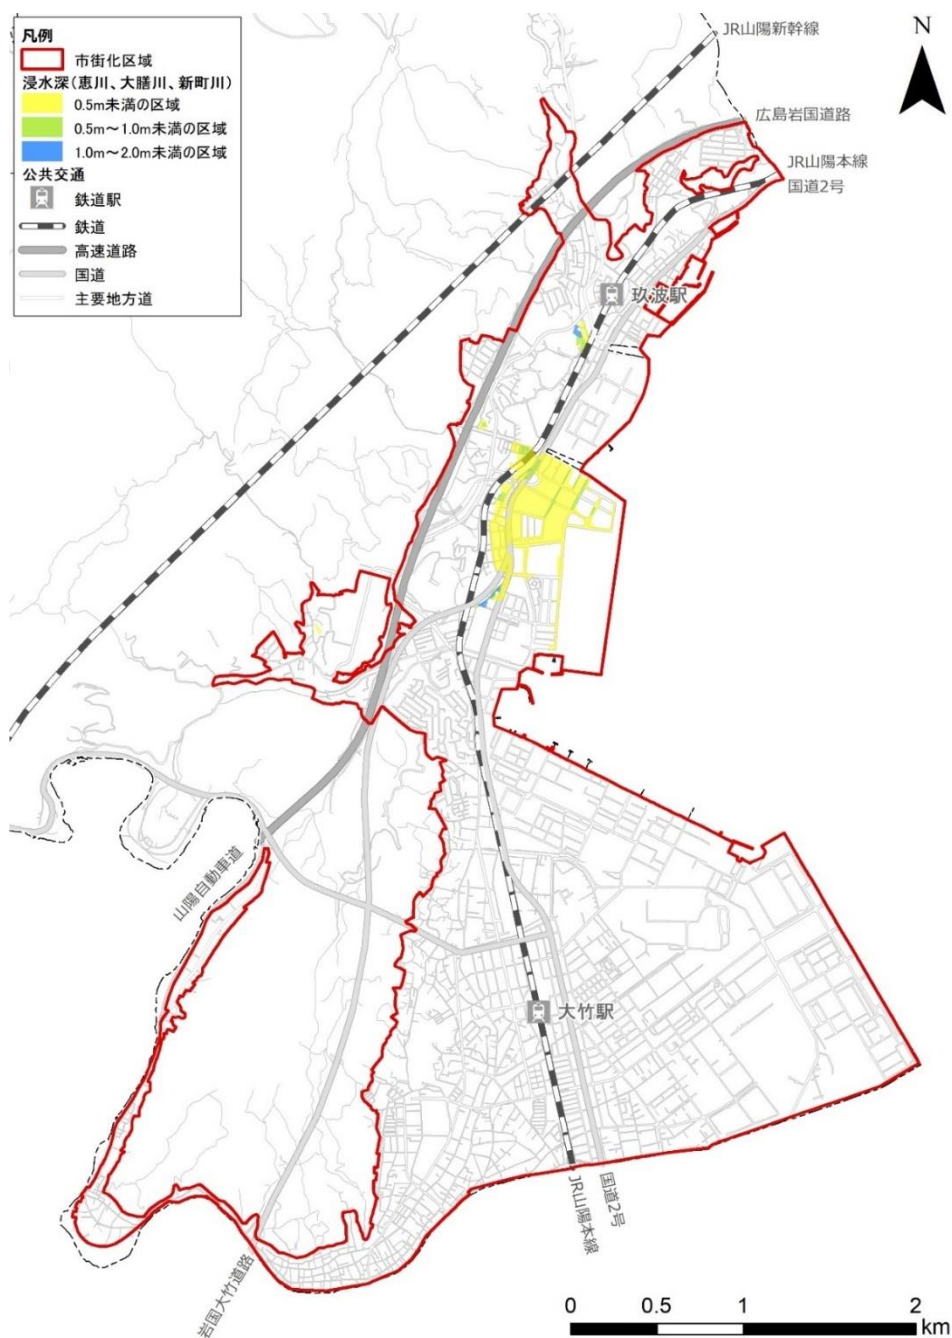 凡例
市街化区域
浸水深(恵川、大膳川、新町川)
0.5m未満の区域
0.5m～1.0m未満の区域
1.0m～2.0m未満の区域
公共交通
鉄道駅
鉄道
高速道路
国道
主要地方道
N
JR山陽新幹線
広島岩国道路
JR山陽本線
国道2号
玖波駅
山陽自動車道
大竹駅
JR山陽本線
国道2号
岩国大竹道路
0 0.5 1 2
km